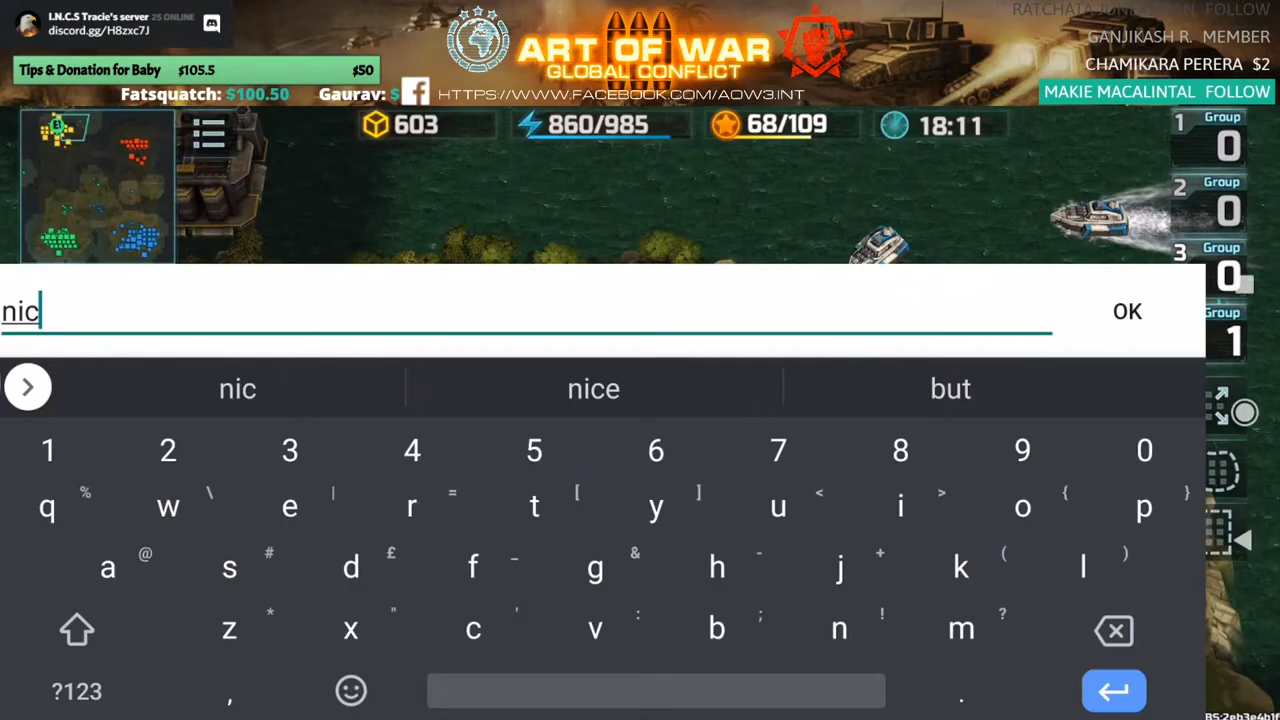 I.N.C.S Tracie's server 25 ONLINE
discord.gg/H8zxc7J
Tips & Donation for Baby $105.5 $50
Fatsquatch: $100.50 Gaurav: $
ART OF WAR
GLOBAL CONFLICT
HTTPS://WWW.FACEBOOK.COM/AOW3.INT
FOLLOW
GANJIKASH R. MEMBER
CHAMIKARA PERERA $2
MAKIE MACALINTAL FOLLOW
603 860/985 68/109 18:11
1 Group
0
2 Group
0
3 Group
0
Group
1
nic
OK
nic nice but
1 2 3 4 5 6 7 8 9 0
% \ | = [ ] < > { }
q w e r t y u i o p
@ # £ _ & - + ( )
a s d f g h j k l
* " ' : ; ! ?
z x c v b n m
?123 , .